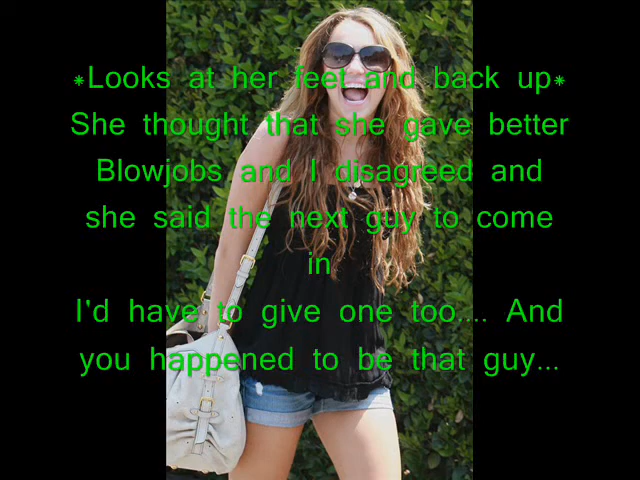 *Looks at her feet and back up*
She thought that she gave better
Blowjobs and I disagreed and
she said the next guy to come
in
I'd have to give one too.... And
you happened to be that guy...